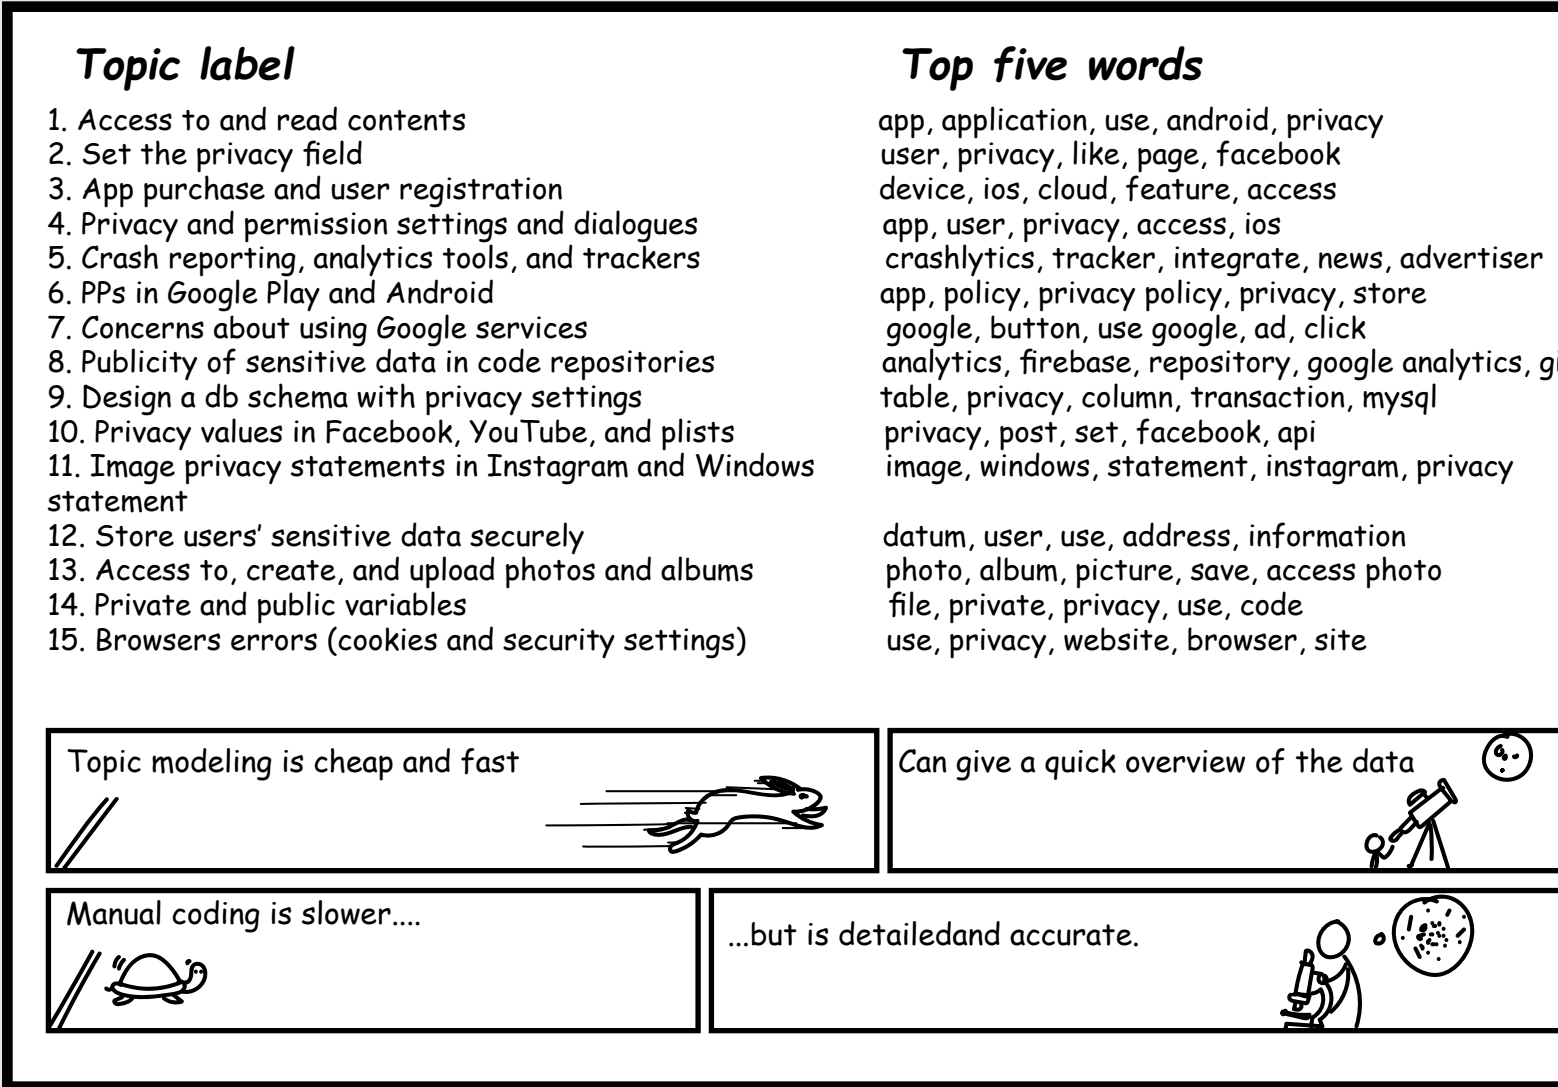 Topic label Top five words
1. Access to and read contents app, application, use, android, privacy
2. Set the privacy field user, privacy, like, page, facebook
3. App purchase and user registration device, ios, cloud, feature, access
4. Privacy and permission settings and dialogues app, user, privacy, access, ios
5. Crash reporting, analytics tools, and trackers crashlytics, tracker, integrate, news, advertiser
6. PPs in Google Play and Android app, policy, privacy policy, privacy, store
7. Concerns about using Google services google, button, use google, ad, click
8. Publicity of sensitive data in code repositories analytics, firebase, repository, google analytics,
9. Design a db schema with privacy settings table, privacy, column, transaction, mysql
10. Privacy values in Facebook, YouTube, and plists privacy, post, set, facebook, api
11. Image privacy statements in Instagram and Windows image, windows, statement, instagram, privacy
statement
12. Store users’ sensitive data securely datum, user, use, address, information
13. Access to, create, and upload photos and albums photo, album, picture, save, access photo
14. Private and public variables file, private, privacy, use, code
15. Browsers errors (cookies and security settings) use, privacy, website, browser, site
Topic modeling is cheap and fast
Can give a quick overview of the data
Manual coding is slower....
...but is detailedand accurate.